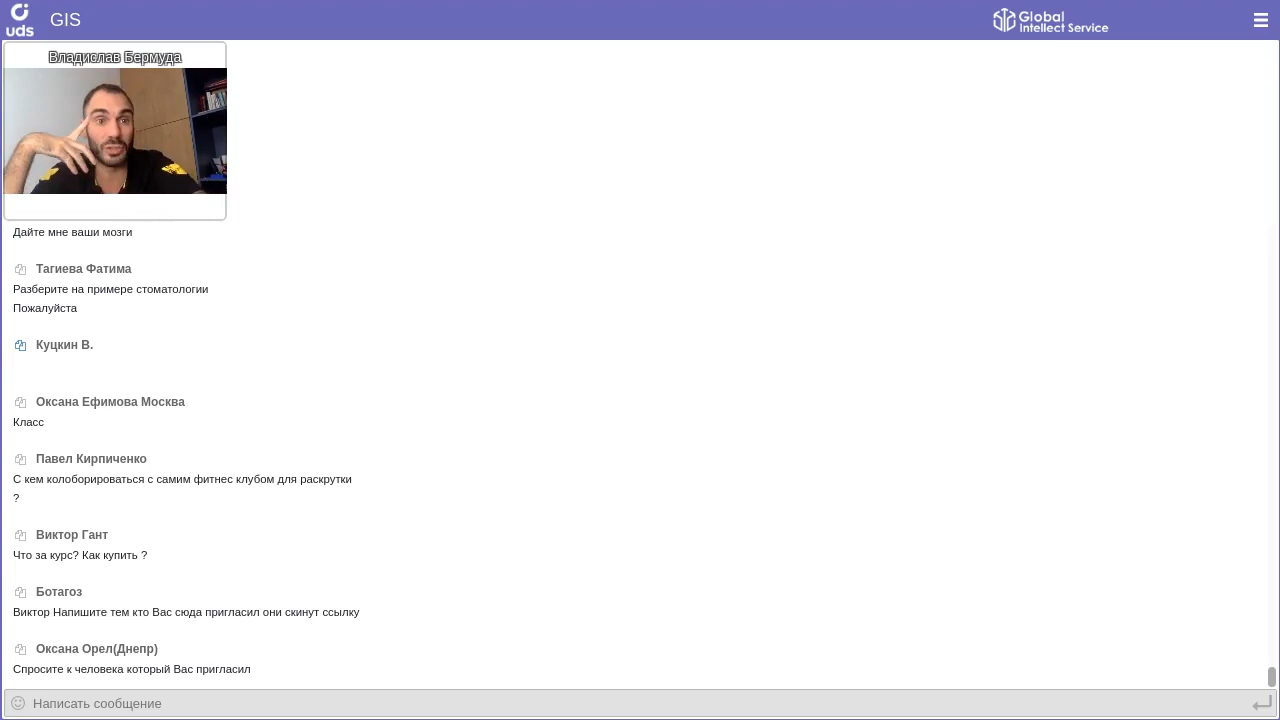 uds
GIS
Global
Intellect Service
Владислав Бермуда
Дайте мне ваши мозги
Тагиева Фатима
Разберите на примере стоматологии
Пожалуйста
Куцкин В.
Оксана Ефимова Москва
Класс
Павел Кирпиченко
С кем колоборироваться с самим фитнес клубом для раскрутки
?
Виктор Гант
Что за курс? Как купить ?
Ботагоз
Виктор Напишите тем кто Вас сюда пригласил они скинут ссылку
Оксана Орел(Днепр)
Спросите к человека который Вас пригласил
Написать сообщение